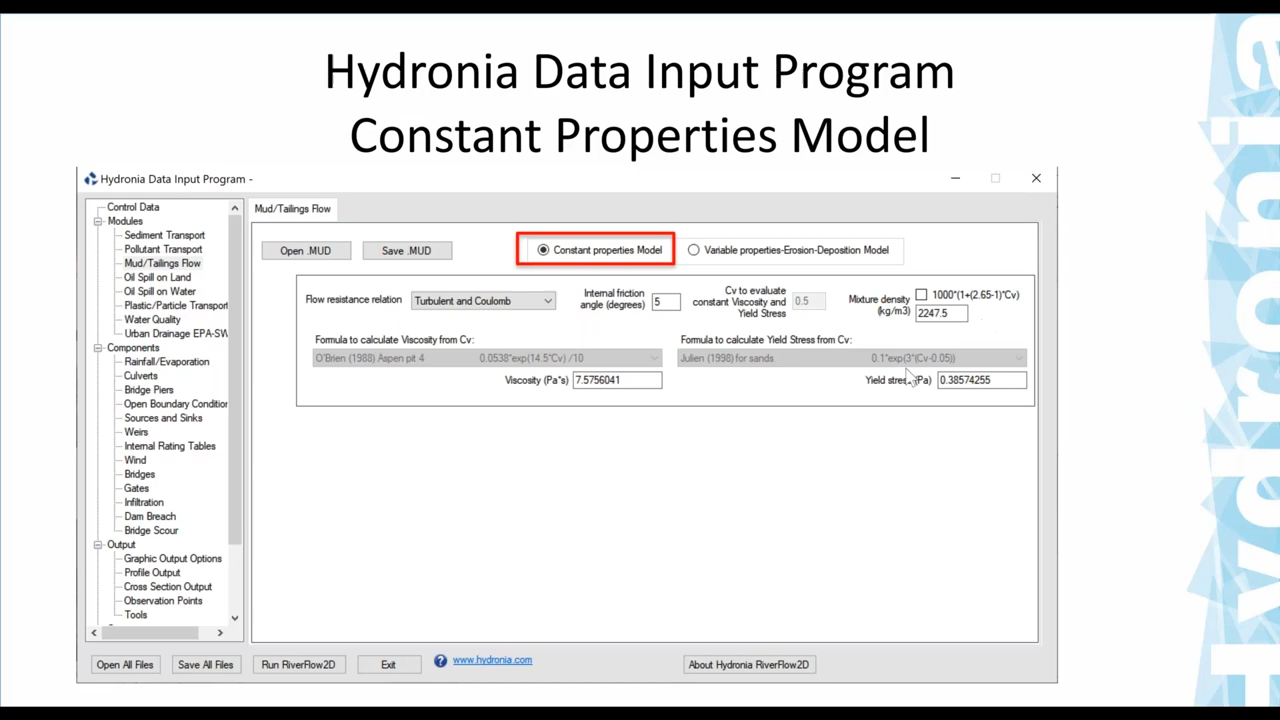 Hydronia Data Input Program
Constant Properties Model
Hydronia Data Input Program -
Control Data
Modules
Sediment Transport
Pollutant Transport
Mud/Tailings Flow
Oil Spill on Land
Oil Spill on Water
Plastic/Particle Transport
Water Quality
Urban Drainage EPA-SW
Components
Rainfall/Evaporation
Culverts
Bridge Piers
Open Boundary Condition
Sources and Sinks
Weirs
Internal Rating Tables
Wind
Bridges
Gates
Infiltration
Dam Breach
Bridge Scour
Output
Graphic Output Options
Profile Output
Cross Section Output
Observation Points
Tools
Mud/Tailings Flow
Open .MUD
Save .MUD
Constant properties Model
Variable properties-Erosion-Deposition Model
Flow resistance relation
Turbulent and Coulomb
Internal friction
angle (degrees)
5
Cv to evaluate
constant Viscosity and
Yield Stress
0.5
Mixture density
(kg/m3)
1000*(1+(2.65-1)*Cv)
2247.5
Formula to calculate Viscosity from Cv:
O'Brien (1988) Aspen pit 4 0.0538*exp(14.5*Cv) /10
Viscosity (Pa*s)
7.5756041
Formula to calculate Yield Stress from Cv:
Julien (1998) for sands 0.1*exp(3*(Cv-0.05))
Yield stress (Pa)
0.38574255
Open All Files
Save All Files
Run RiverFlow2D
Exit
?
www.hydronia.com
About Hydronia RiverFlow2D
Hydronia